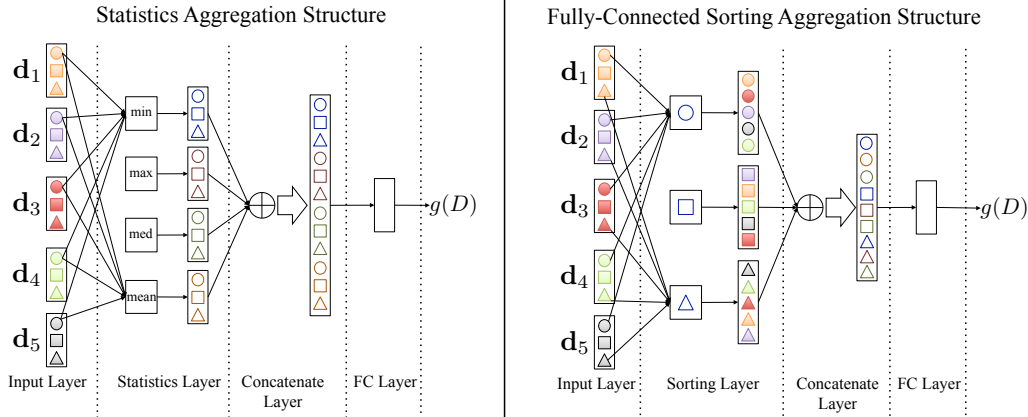 Statistics Aggregation Structure
d1
d2
d3
d4
d5
min
max
med
mean
g(D)
Input Layer
Statistics Layer
Concatenate
Layer
FC Layer
Fully-Connected Sorting Aggregation Structure
d1
d2
d3
d4
d5
g(D)
Input Layer
Sorting Layer
Concatenate
Layer
FC Layer